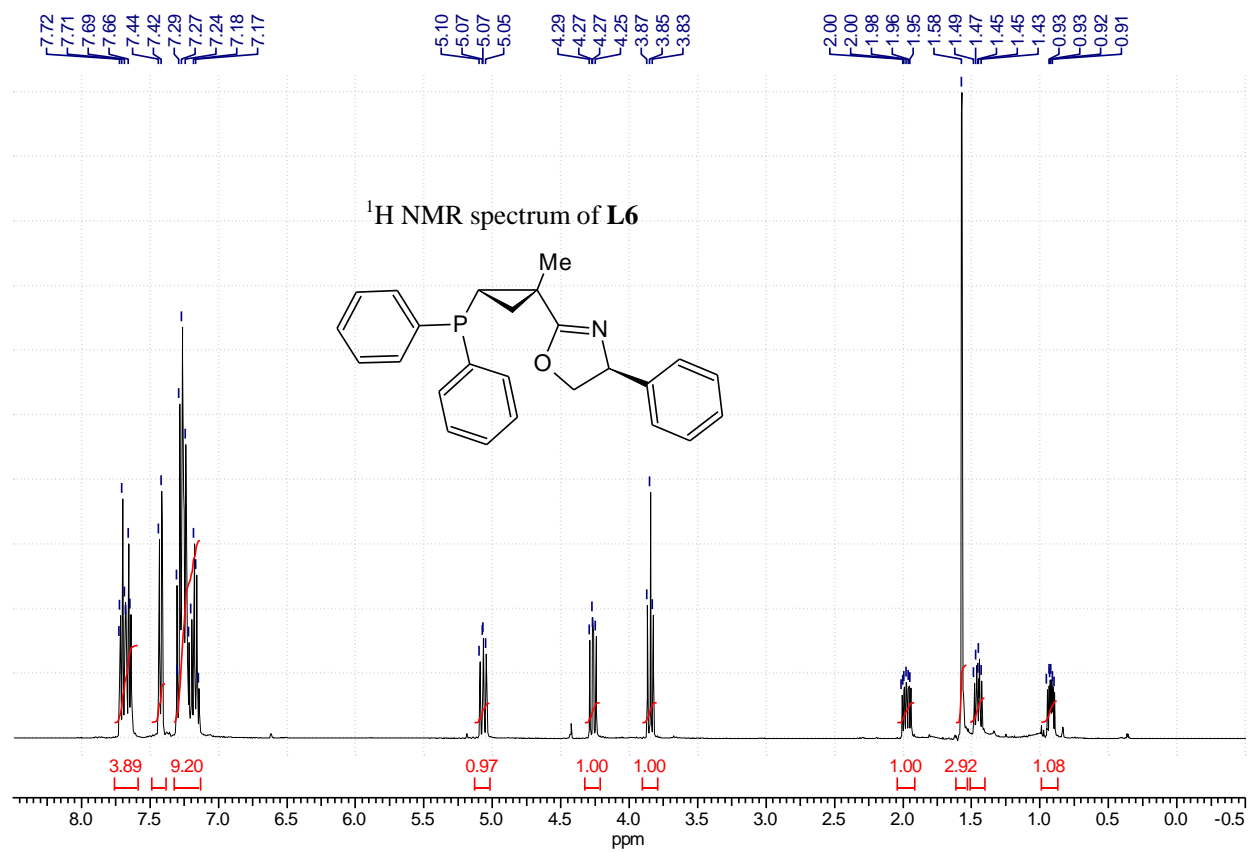 7.72 7.71 7.69 7.66 7.44 7.42 7.29 7.27 7.24 7.18 7.17 5.10 5.07 5.07 5.05 4.29 4.27 4.27 4.25 3.87 3.85 3.83 2.00 2.00 1.98 1.96 1.95 1.58 1.49 1.47 1.45 1.45 1.43 0.93 0.93 0.92 0.91
¹H NMR spectrum of L6
Me
P
N
O
3.89 9.20 0.97 1.00 1.00 1.00 2.92 1.08
8.0 7.5 7.0 6.5 6.0 5.5 5.0 4.5 4.0 3.5 3.0 2.5 2.0 1.5 1.0 0.5 0.0 -0.5
ppm